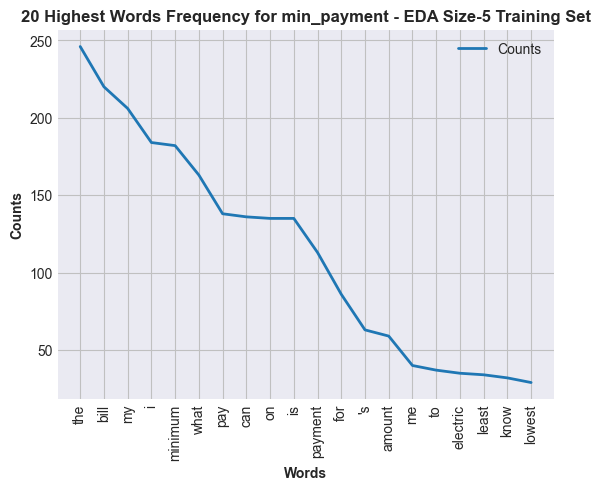 20 Highest Words Frequency for min_payment - EDA Size-5 Training Set
Counts
250
200
150
100
50
Counts
the
bill
my
i
minimum
what
pay
can
on
is
payment
for
's
amount
me
to
electric
least
know
lowest
Words